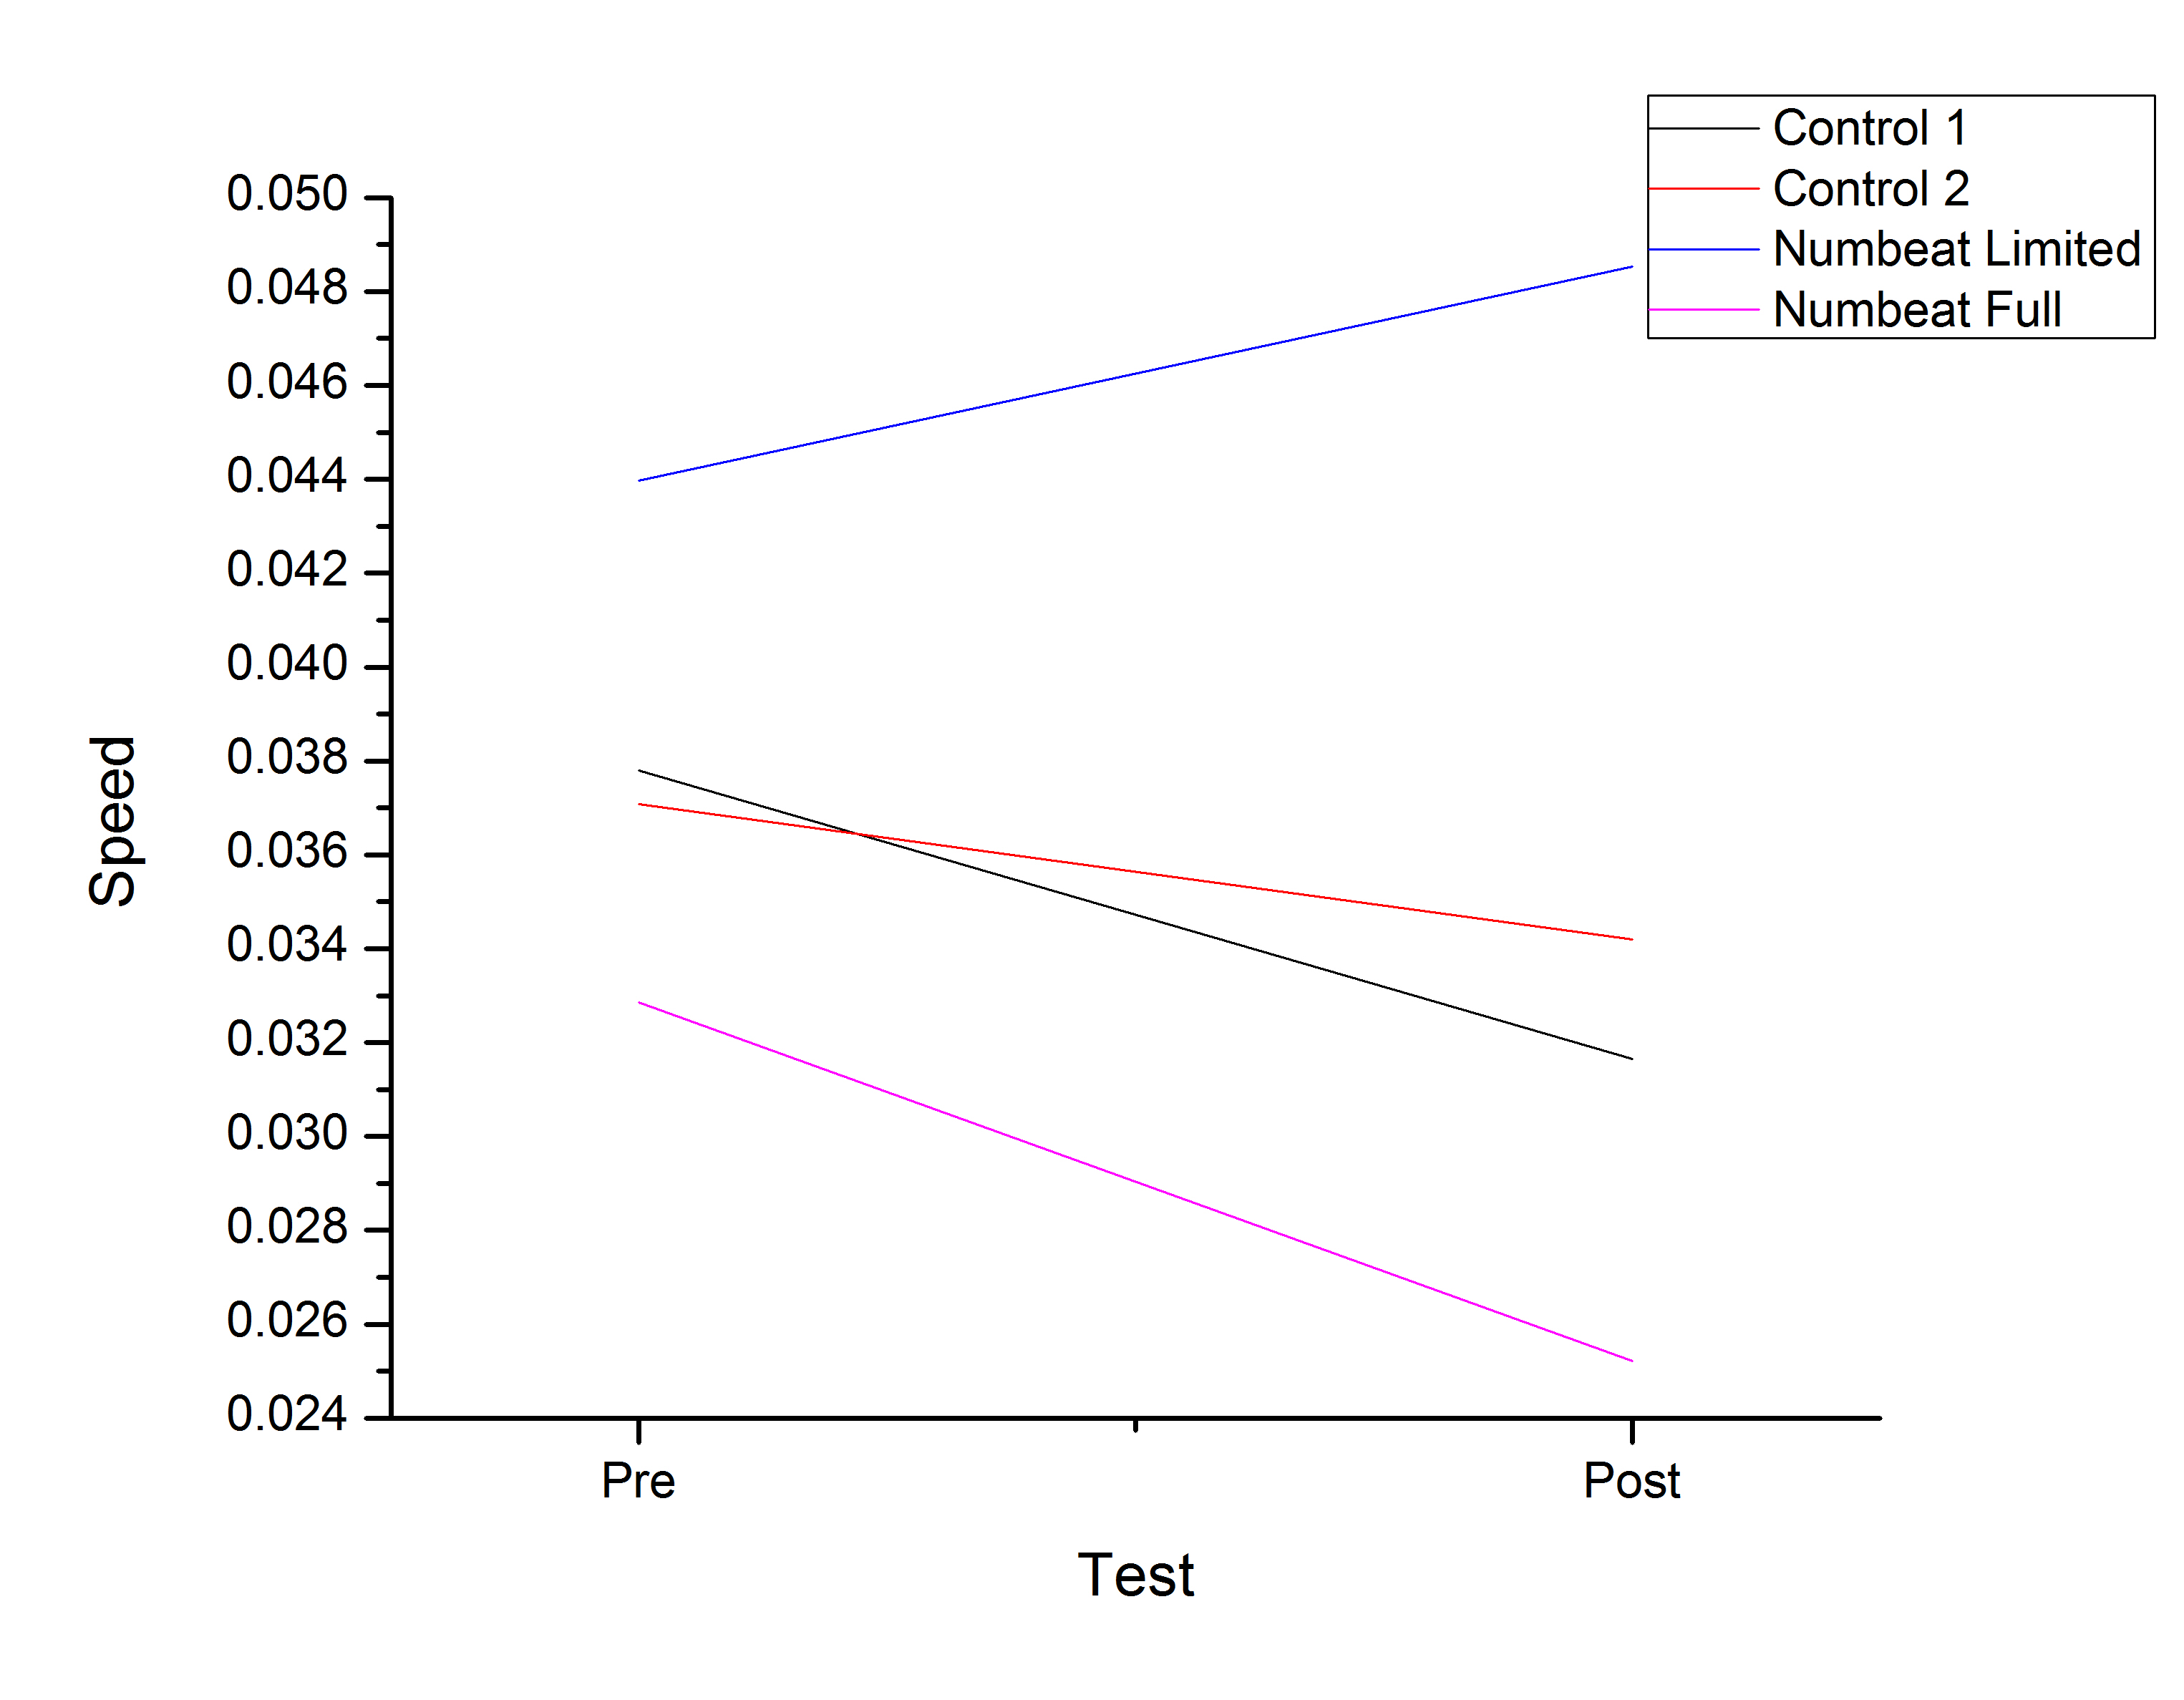 Control 1
Control 2
Numbeat Limited
Numbeat Full
0.050
0.048
0.046
0.044
0.042
0.040
0.038
0.036
0.034
0.032
0.030
0.028
0.026
0.024
Speed
Pre
Post
Test